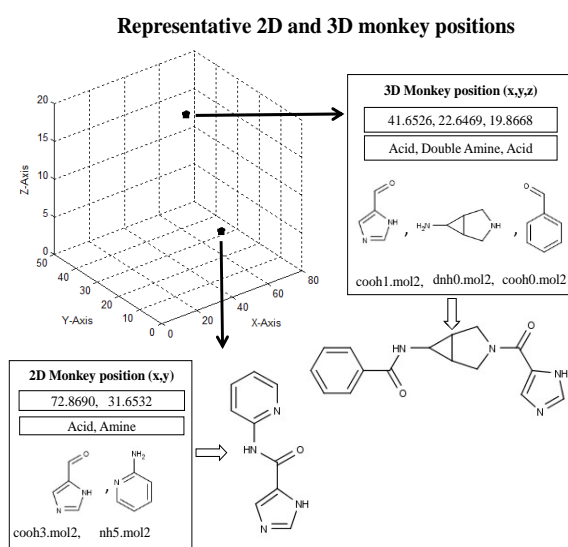 Representative 2D and 3D monkey positions
20
15
10
5
0
Z-Axis
50
40
30
20
10
0
Y-Axis
0
20
40
60
80
X-Axis
3D Monkey position (x,y,z)
41.6526, 22.6469, 19.8668
Acid, Double Amine, Acid
O
NH
N
,
H2N
NH
,
O
cooh1.mol2, dnh0.mol2, cooh0.mol2
HN
O
N
O
NH
N
2D Monkey position (x,y)
72.8690, 31.6532
Acid, Amine
O
NH
N
,
NH2
N
cooh3.mol2, nh5.mol2
N
HN
O
NH
N